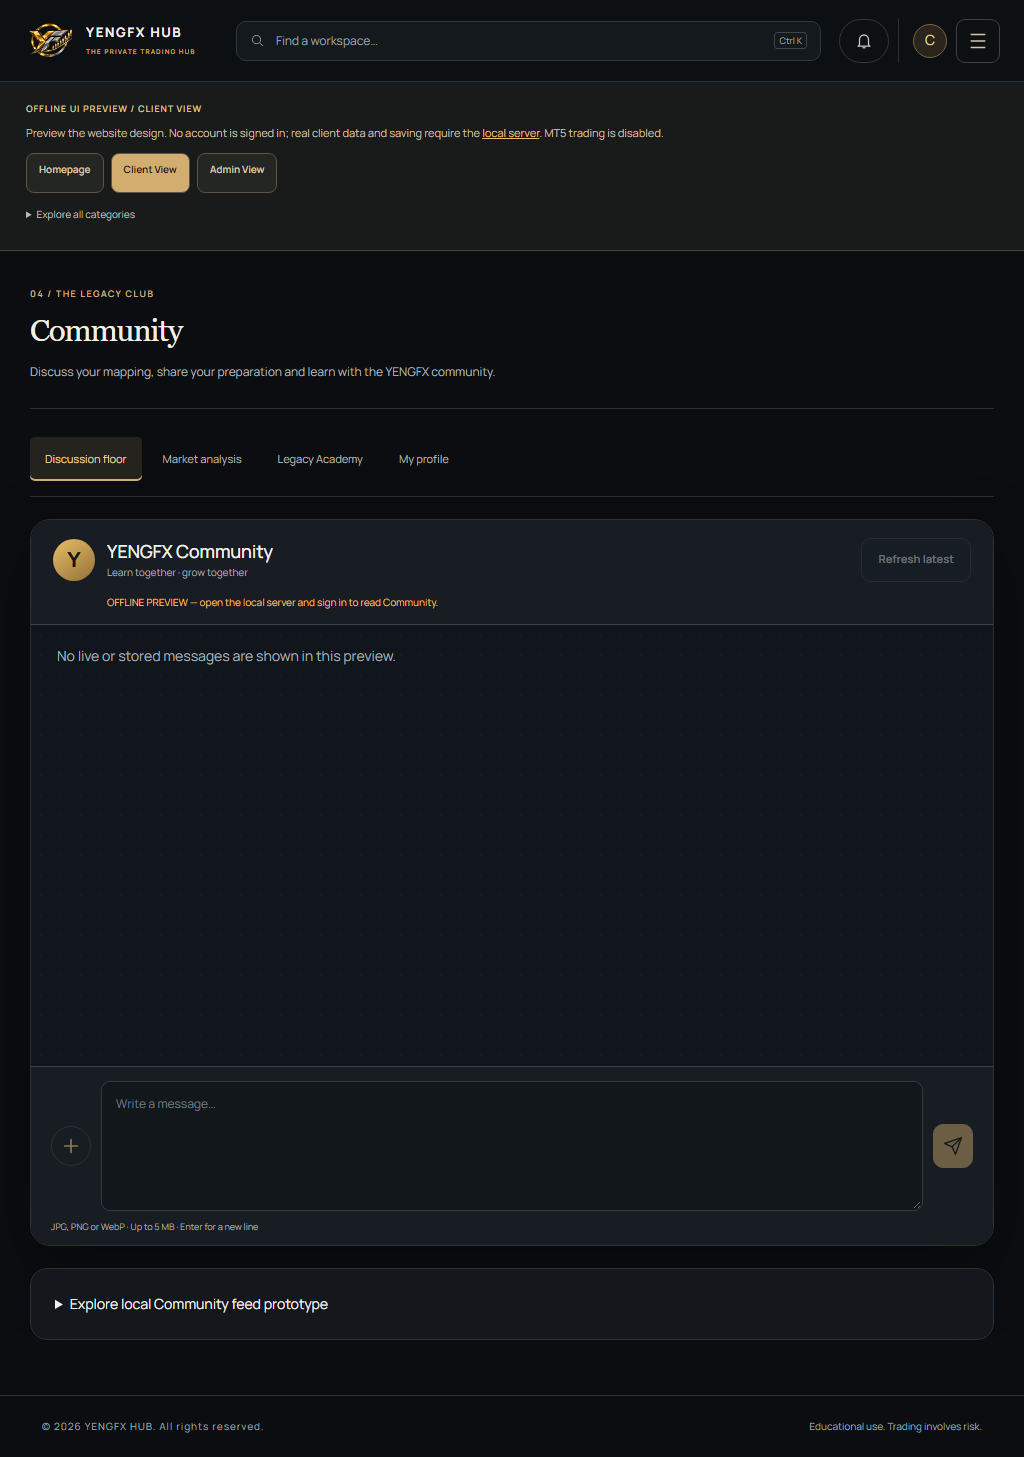 YENGFX HUB
THE PRIVATE TRADING HUB
Find a workspace...
Ctrl K
C
OFFLINE UI PREVIEW / CLIENT VIEW
Preview the website design. No account is signed in; real client data and saving require the local server. MT5 trading is disabled.
Homepage
Client View
Admin View
Explore all categories
04 / THE LEGACY CLUB
Community
Discuss your mapping, share your preparation and learn with the YENGFX community.
Discussion floor
Market analysis
Legacy Academy
My profile
Y
YENGFX Community
Learn together · grow together
OFFLINE PREVIEW — open the local server and sign in to read Community.
Refresh latest
No live or stored messages are shown in this preview.
Write a message...
JPG, PNG or WebP · Up to 5 MB · Enter for a new line
Explore local Community feed prototype
© 2026 YENGFX HUB. All rights reserved.
Educational use. Trading involves risk.